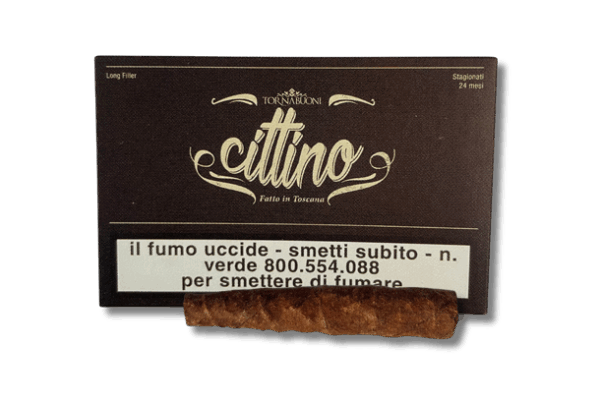 Long Filler
Stagionati
24 mesi
TORNABUONI
cittino
Fatto in Toscana
il fumo uccide - smetti subito - n.
verde 800.554.088
per smettere di fumare